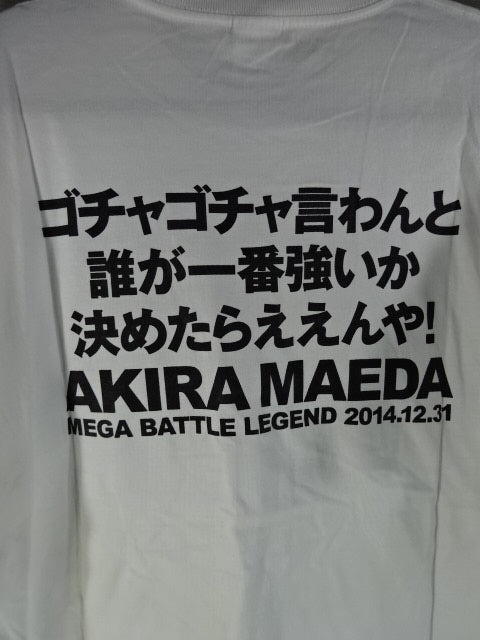 ゴチャゴチャ言わんと
誰が一番強いか
決めたらええんや!
AKIRA MAEDA
MEGA BATTLE LEGEND 2014.12.31